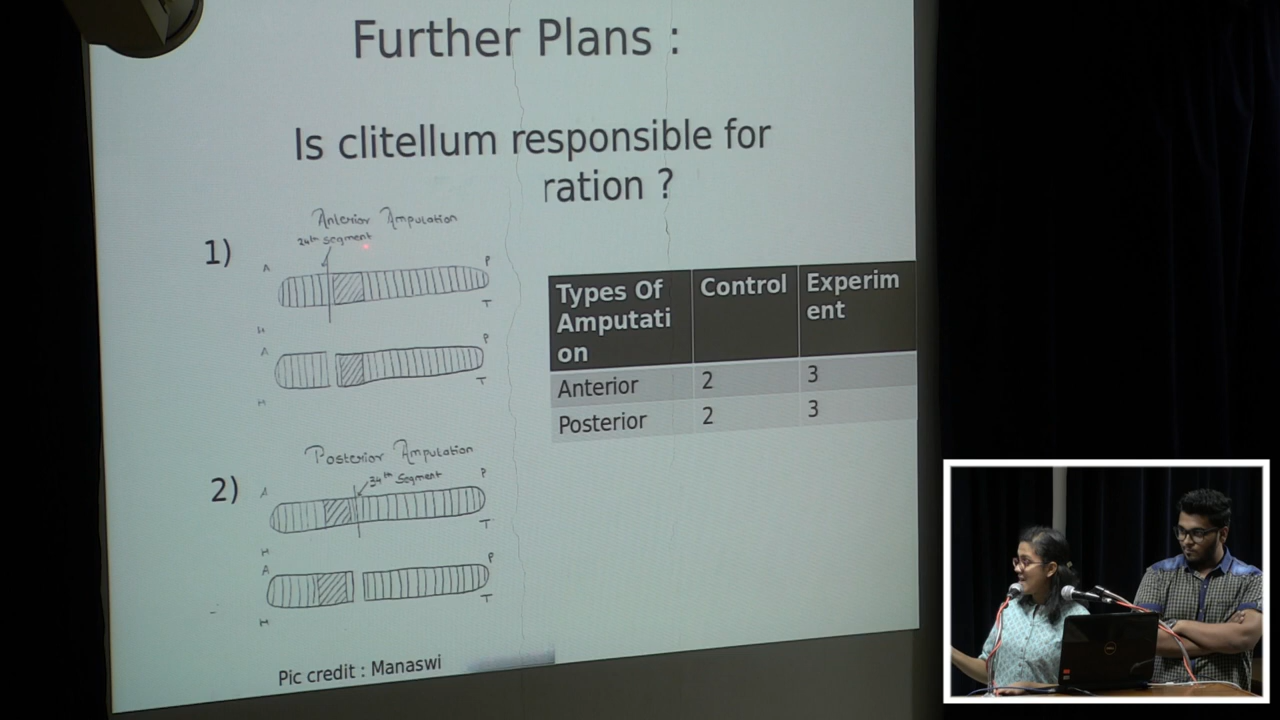 Further Plans :
Is clitellum responsible for
ration ?
Anterior Amputation
1)
24th segment
A
P
T
H
A
P
T
H
Types Of
Amputati
on
Control
Experim
ent
Anterior
2
3
Posterior
2
3
Posterior Amputation
2)
34th Segment
A
P
T
H
A
P
T
H
Pic credit : Manaswi